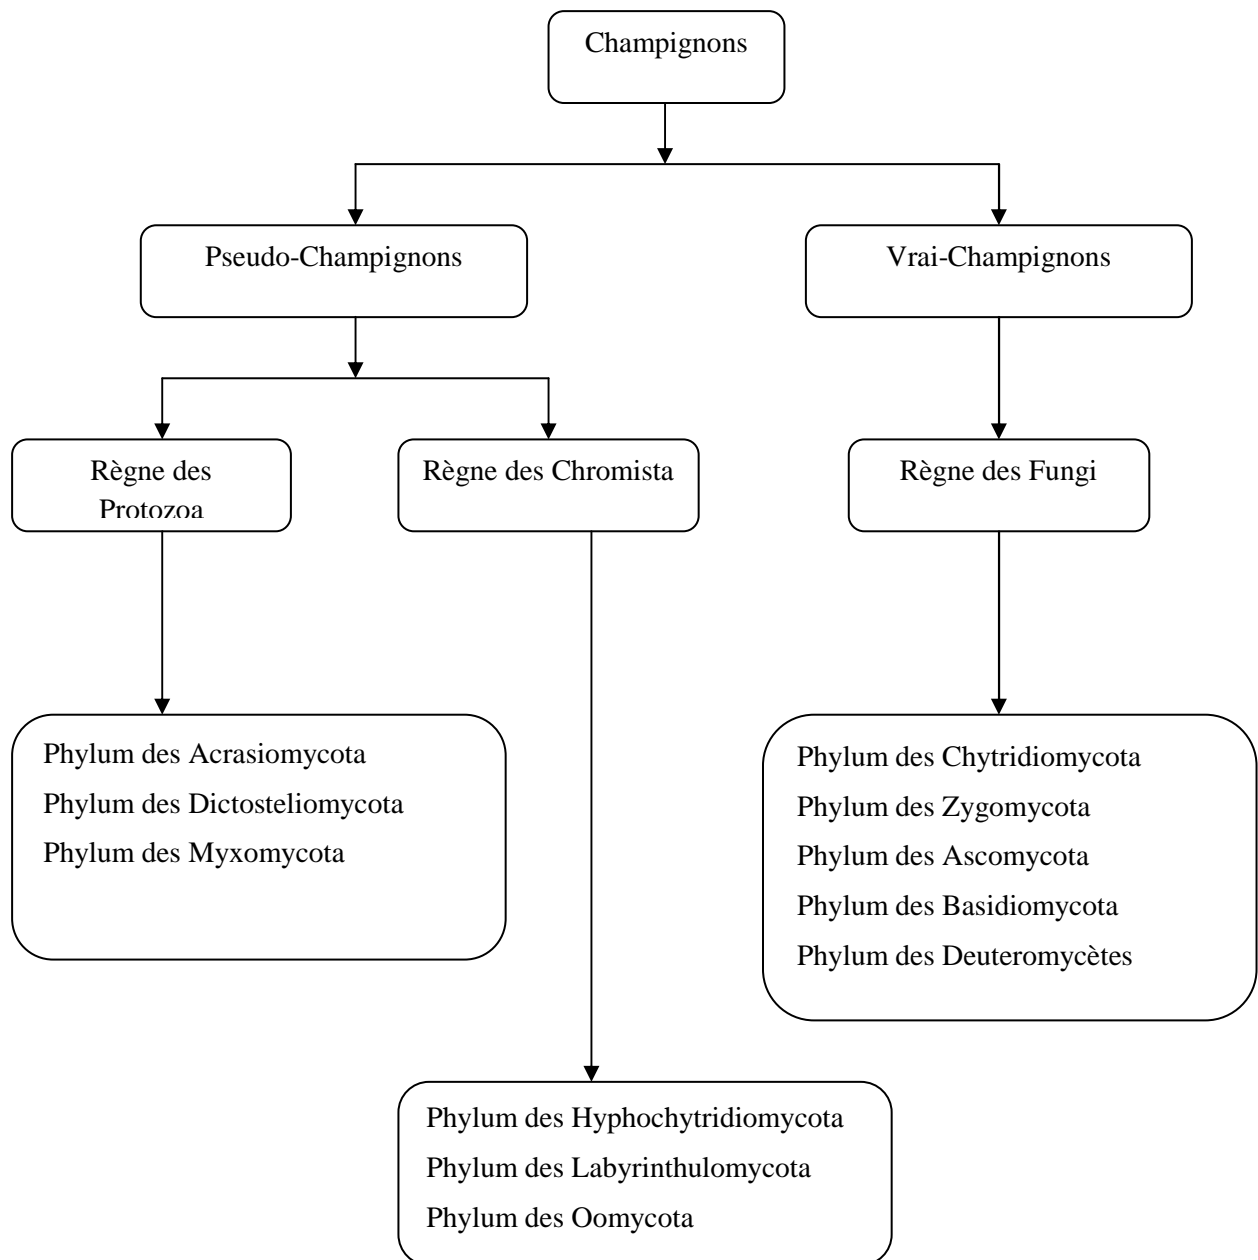 Champignons
Pseudo-Champignons
Vrai-Champignons
Règne des
Protozoa
Règne des Chromista
Règne des Fungi
Phylum des Acrasiomycota
Phylum des Dictosteliomycota
Phylum des Myxomycota
Phylum des Chytridiomycota
Phylum des Zygomycota
Phylum des Ascomycota
Phylum des Basidiomycota
Phylum des Deuteromycètes
Phylum des Hyphochytridiomycota
Phylum des Labyrinthulomycota
Phylum des Oomycota